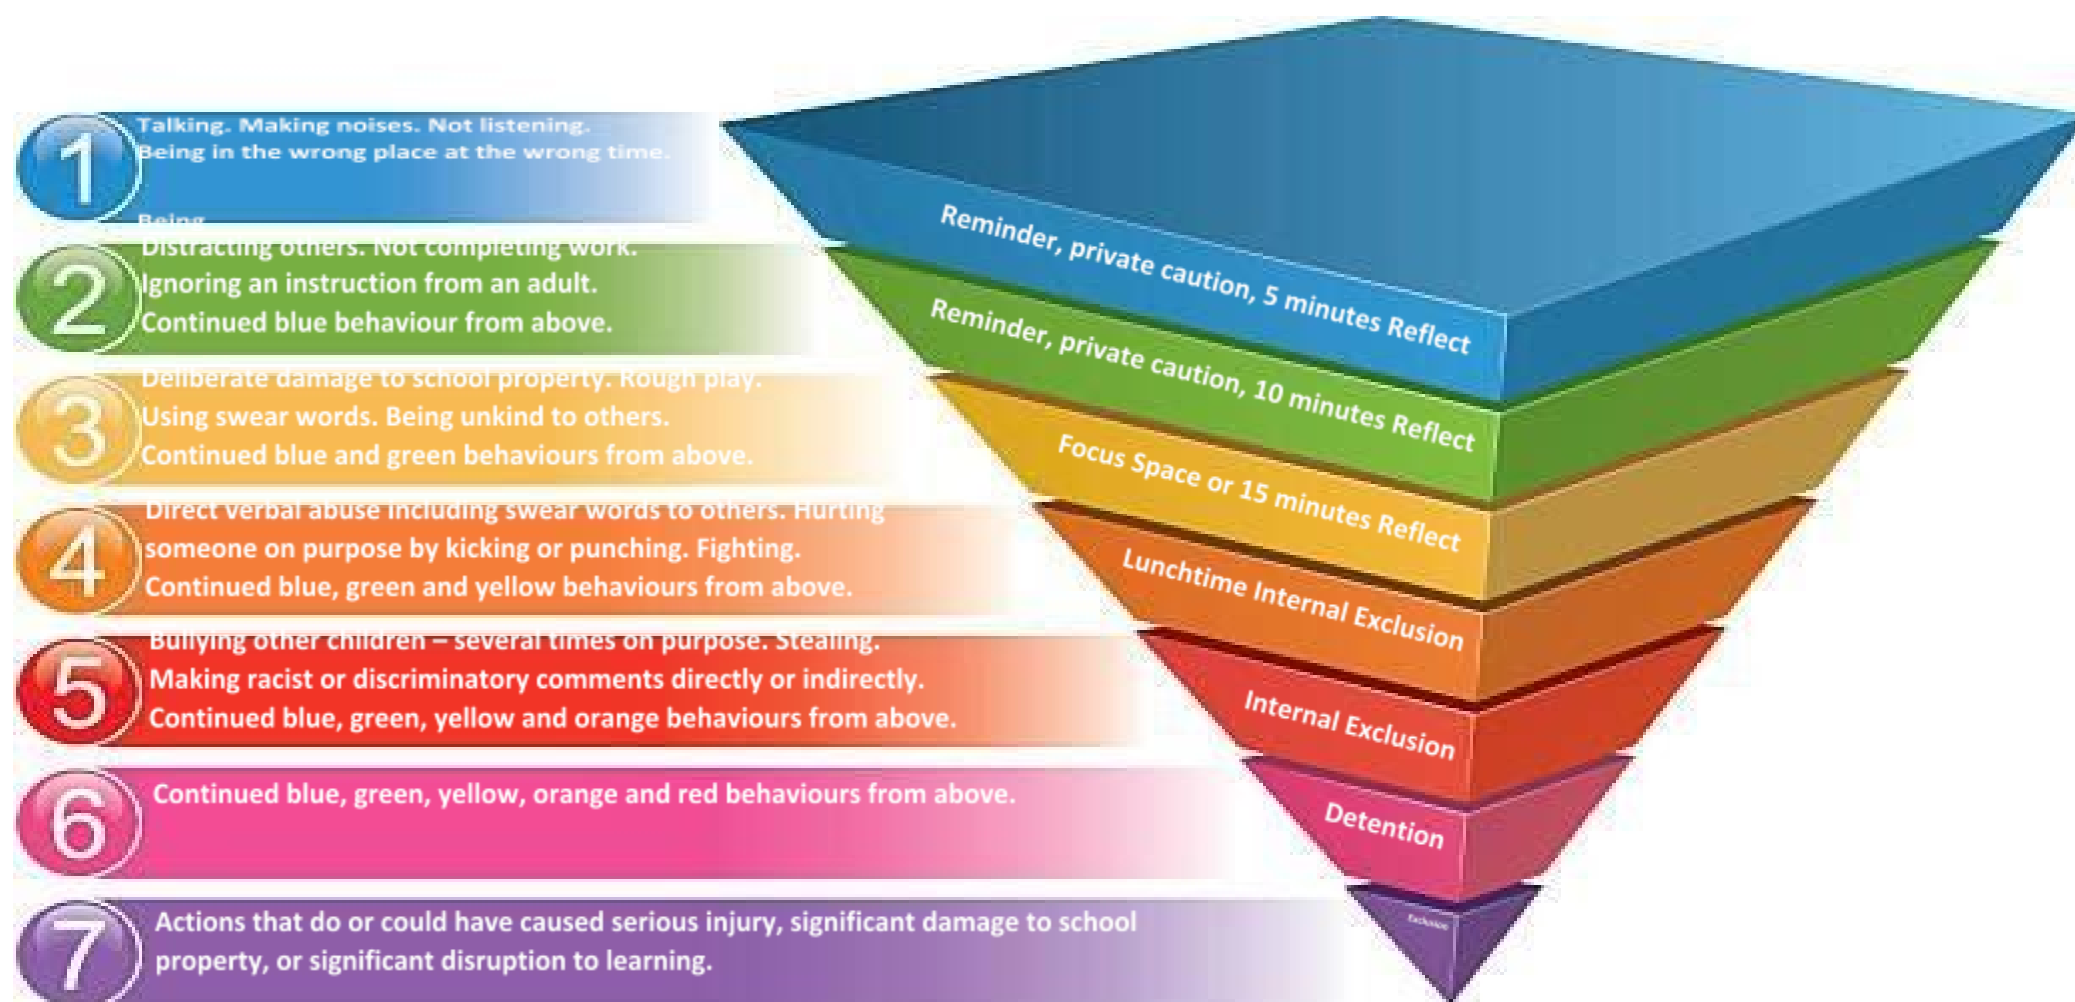 1
Talking. Making noises. Not listening.
Being in the wrong place at the wrong time.
Being
Reminder, private caution, 5 minutes Reflect
2
Distracting others. Not completing work.
Ignoring an instruction from an adult.
Continued blue behaviour from above.
Reminder, private caution, 10 minutes Reflect
3
Deliberate damage to school property. Rough play.
Using swear words. Being unkind to others.
Continued blue and green behaviours from above.
Focus Space or 15 minutes Reflect
4
Direct verbal abuse including swear words to others. Hurting
someone on purpose by kicking or punching. Fighting.
Continued blue, green and yellow behaviours from above.
Lunchtime Internal Exclusion
5
Bullying other children – several times on purpose. Stealing.
Making racist or discriminatory comments directly or indirectly.
Continued blue, green, yellow and orange behaviours from above.
Internal Exclusion
6
Continued blue, green, yellow, orange and red behaviours from above.
Detention
7
Actions that do or could have caused serious injury, significant damage to school
property, or significant disruption to learning.
Exclusion